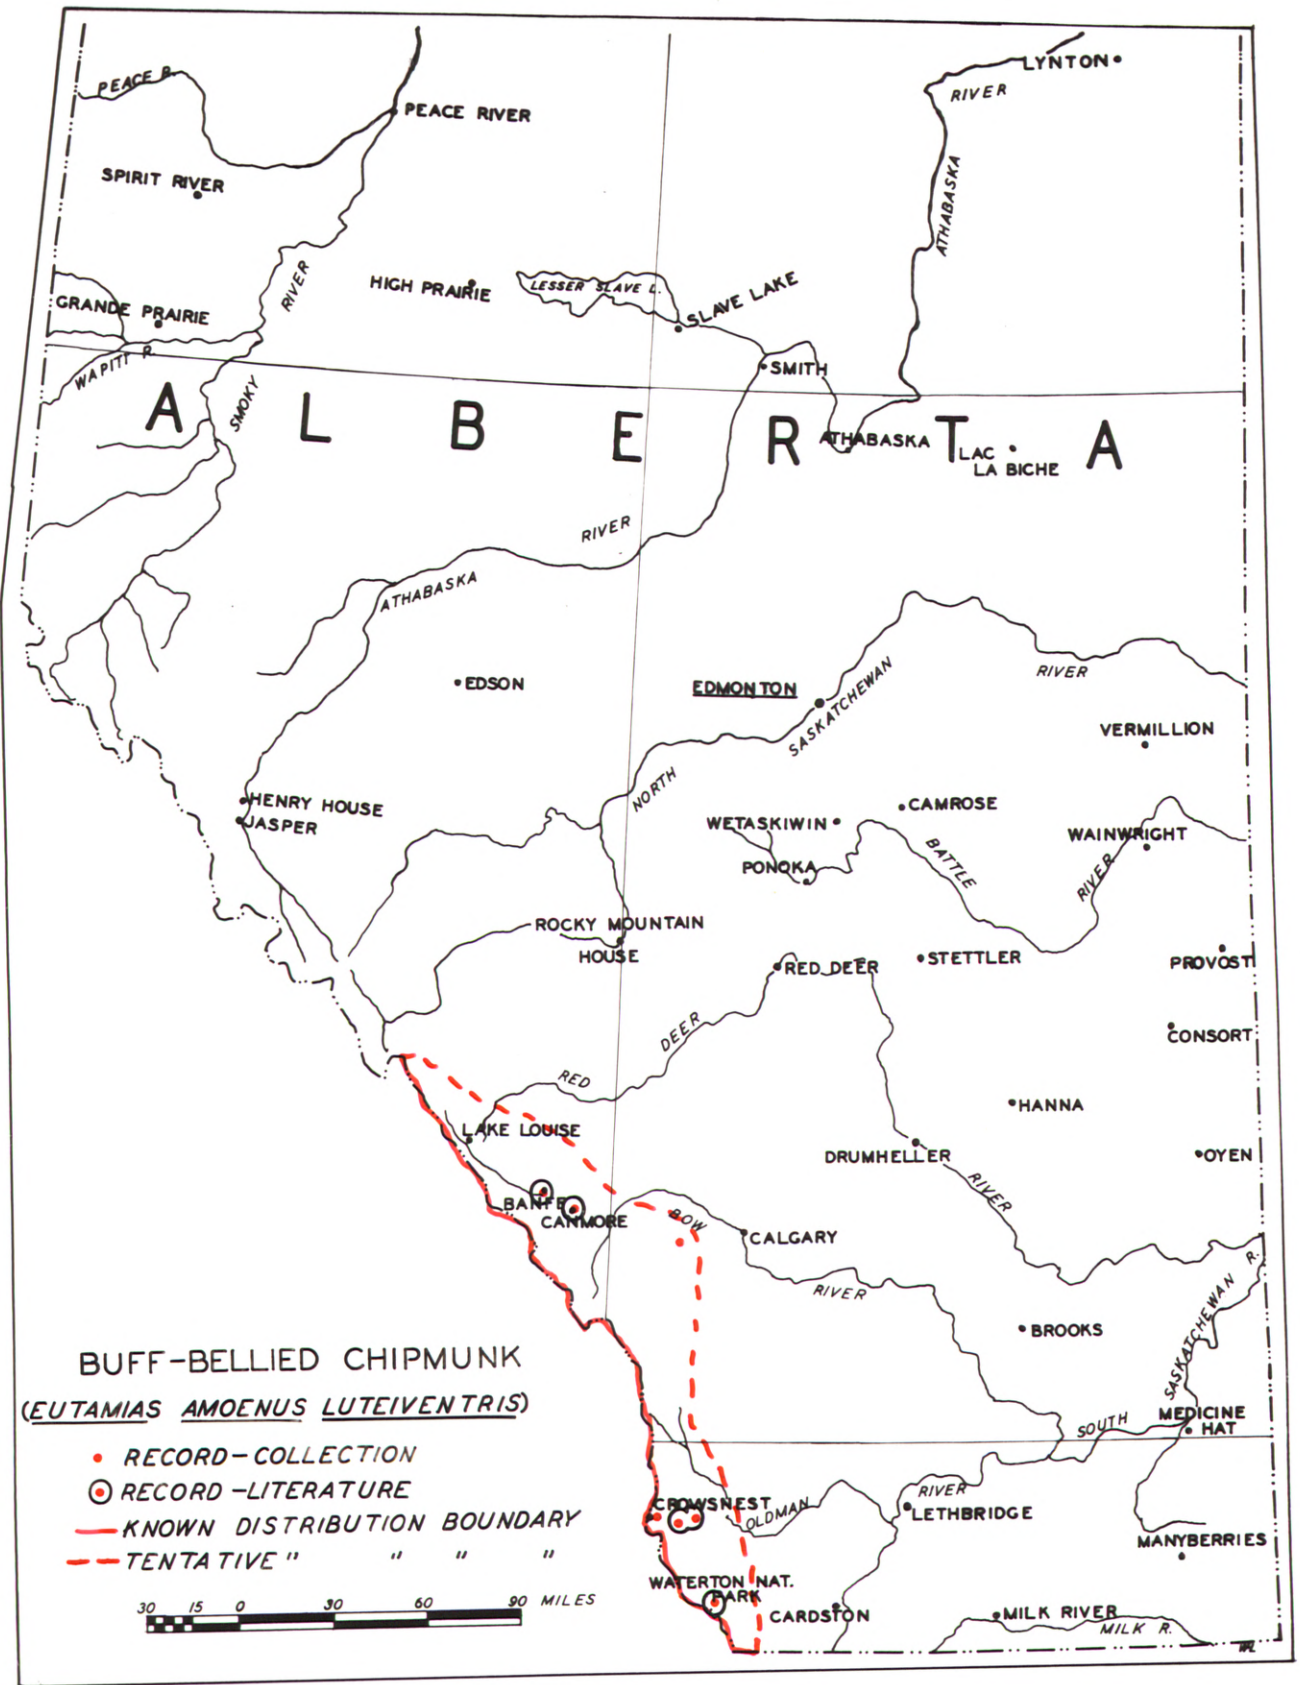 LYNTON
PEACE R.
RIVER
PEACE RIVER
SPIRIT RIVER
ATHABASKA
RIVER
HIGH PRAIRIE
LESSER SLAVE L.
SLAVE LAKE
GRANDE PRAIRIE
WAPITI R.
SMITH
SMOKY
ALBERTA
ATHABASKA
LAC
LA BICHE
RIVER
ATHABASKA
EDSON
EDMONTON
SASKATCHEWAN
RIVER
VERMILLION
NORTH
HENRY HOUSE
JASPER
CAMROSE
WETASKIWIN
WAINWRIGHT
PONOKA
BATTLE
RIVER
ROCKY MOUNTAIN
HOUSE
RED DEER
STETTLER
PROVOST
DEER
CONSORT
RED
HANNA
LAKE LOUISE
DRUMHELLER
OYEN
RIVER
BANFF
CANMORE
BOW
CALGARY
RIVER
SASKATCHEWAN R.
BROOKS
BUFF-BELLIED CHIPMUNK
(EUTAMIAS AMOENUS LUTEIVENTRIS)
SOUTH
MEDICINE
HAT
RECORD-COLLECTION
RECORD-LITERATURE
KNOWN DISTRIBUTION BOUNDARY
TENTATIVE " " " "
CROWSNEST
OLDMAN
RIVER
LETHBRIDGE
MANYBERRIES
WATERTON NAT.
PARK
CARDSTON
MILK RIVER
MILK R.
30 15 0 30 60 90 MILES